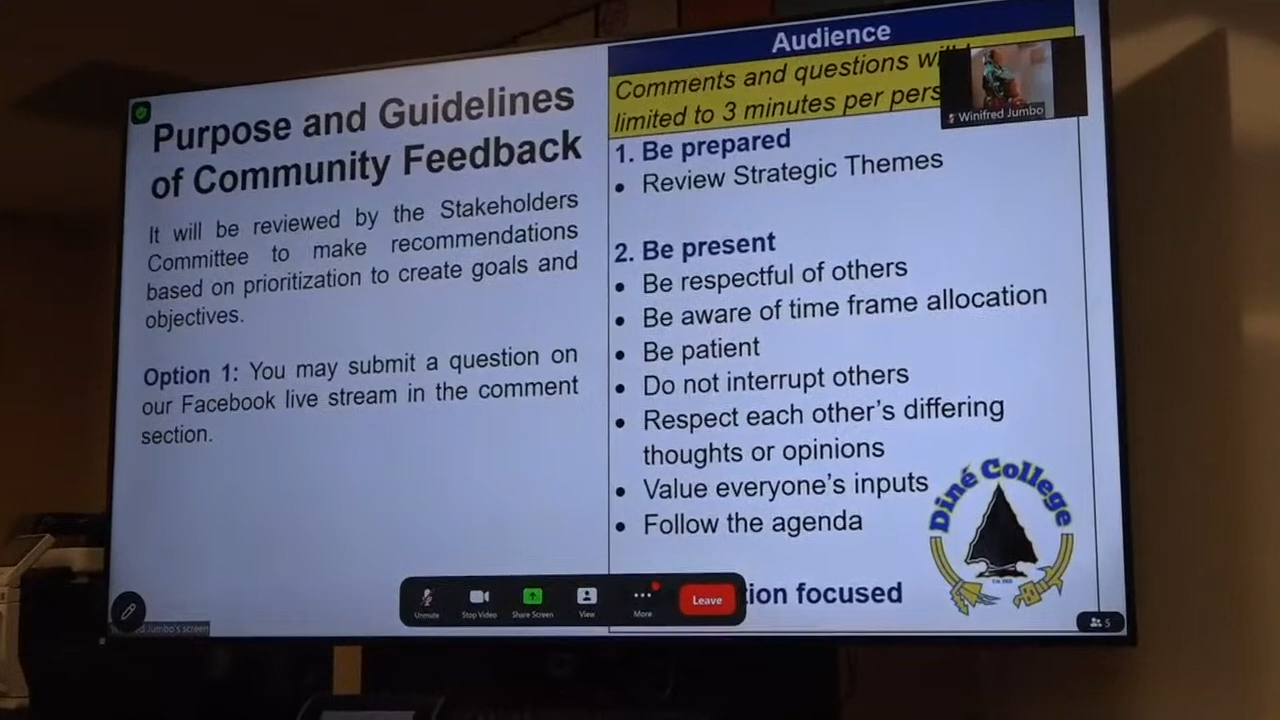 Purpose and Guidelines
of Community Feedback
It will be reviewed by the Stakeholders
Committee to make recommendations
based on prioritization to create goals and
objectives.
Option 1: You may submit a question on
our Facebook live stream in the comment
section.
Audience
Comments and questions
limited to 3 minutes per
Winifred Jumbo
1. Be prepared
• Review Strategic Themes
2. Be present
• Be respectful of others
• Be aware of time frame allocation
• Be patient
• Do not interrupt others
• Respect each other's differing
thoughts or opinions
• Value everyone's inputs
• Follow the agenda
focused
Diné College
Unmute
Stop Video
Share Screen
View
More
Leave
Jumbo's screen
5